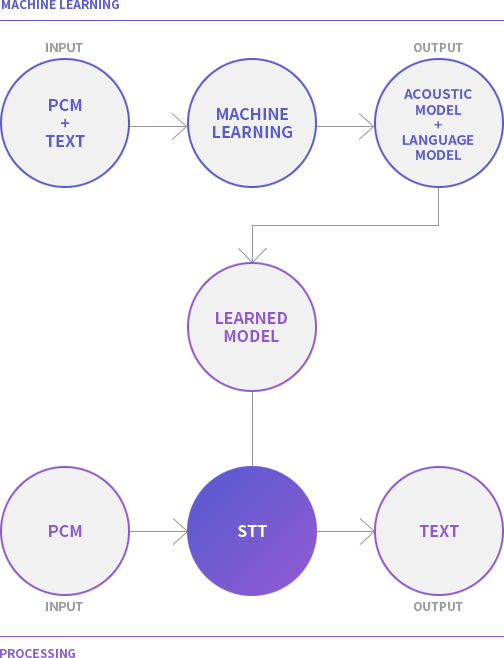 MACHINE LEARNING
INPUT
OUTPUT
PCM
+
TEXT
MACHINE
LEARNING
ACOUSTIC
MODEL
+
LANGUAGE
MODEL
LEARNED
MODEL
PCM
STT
TEXT
INPUT
OUTPUT
PROCESSING